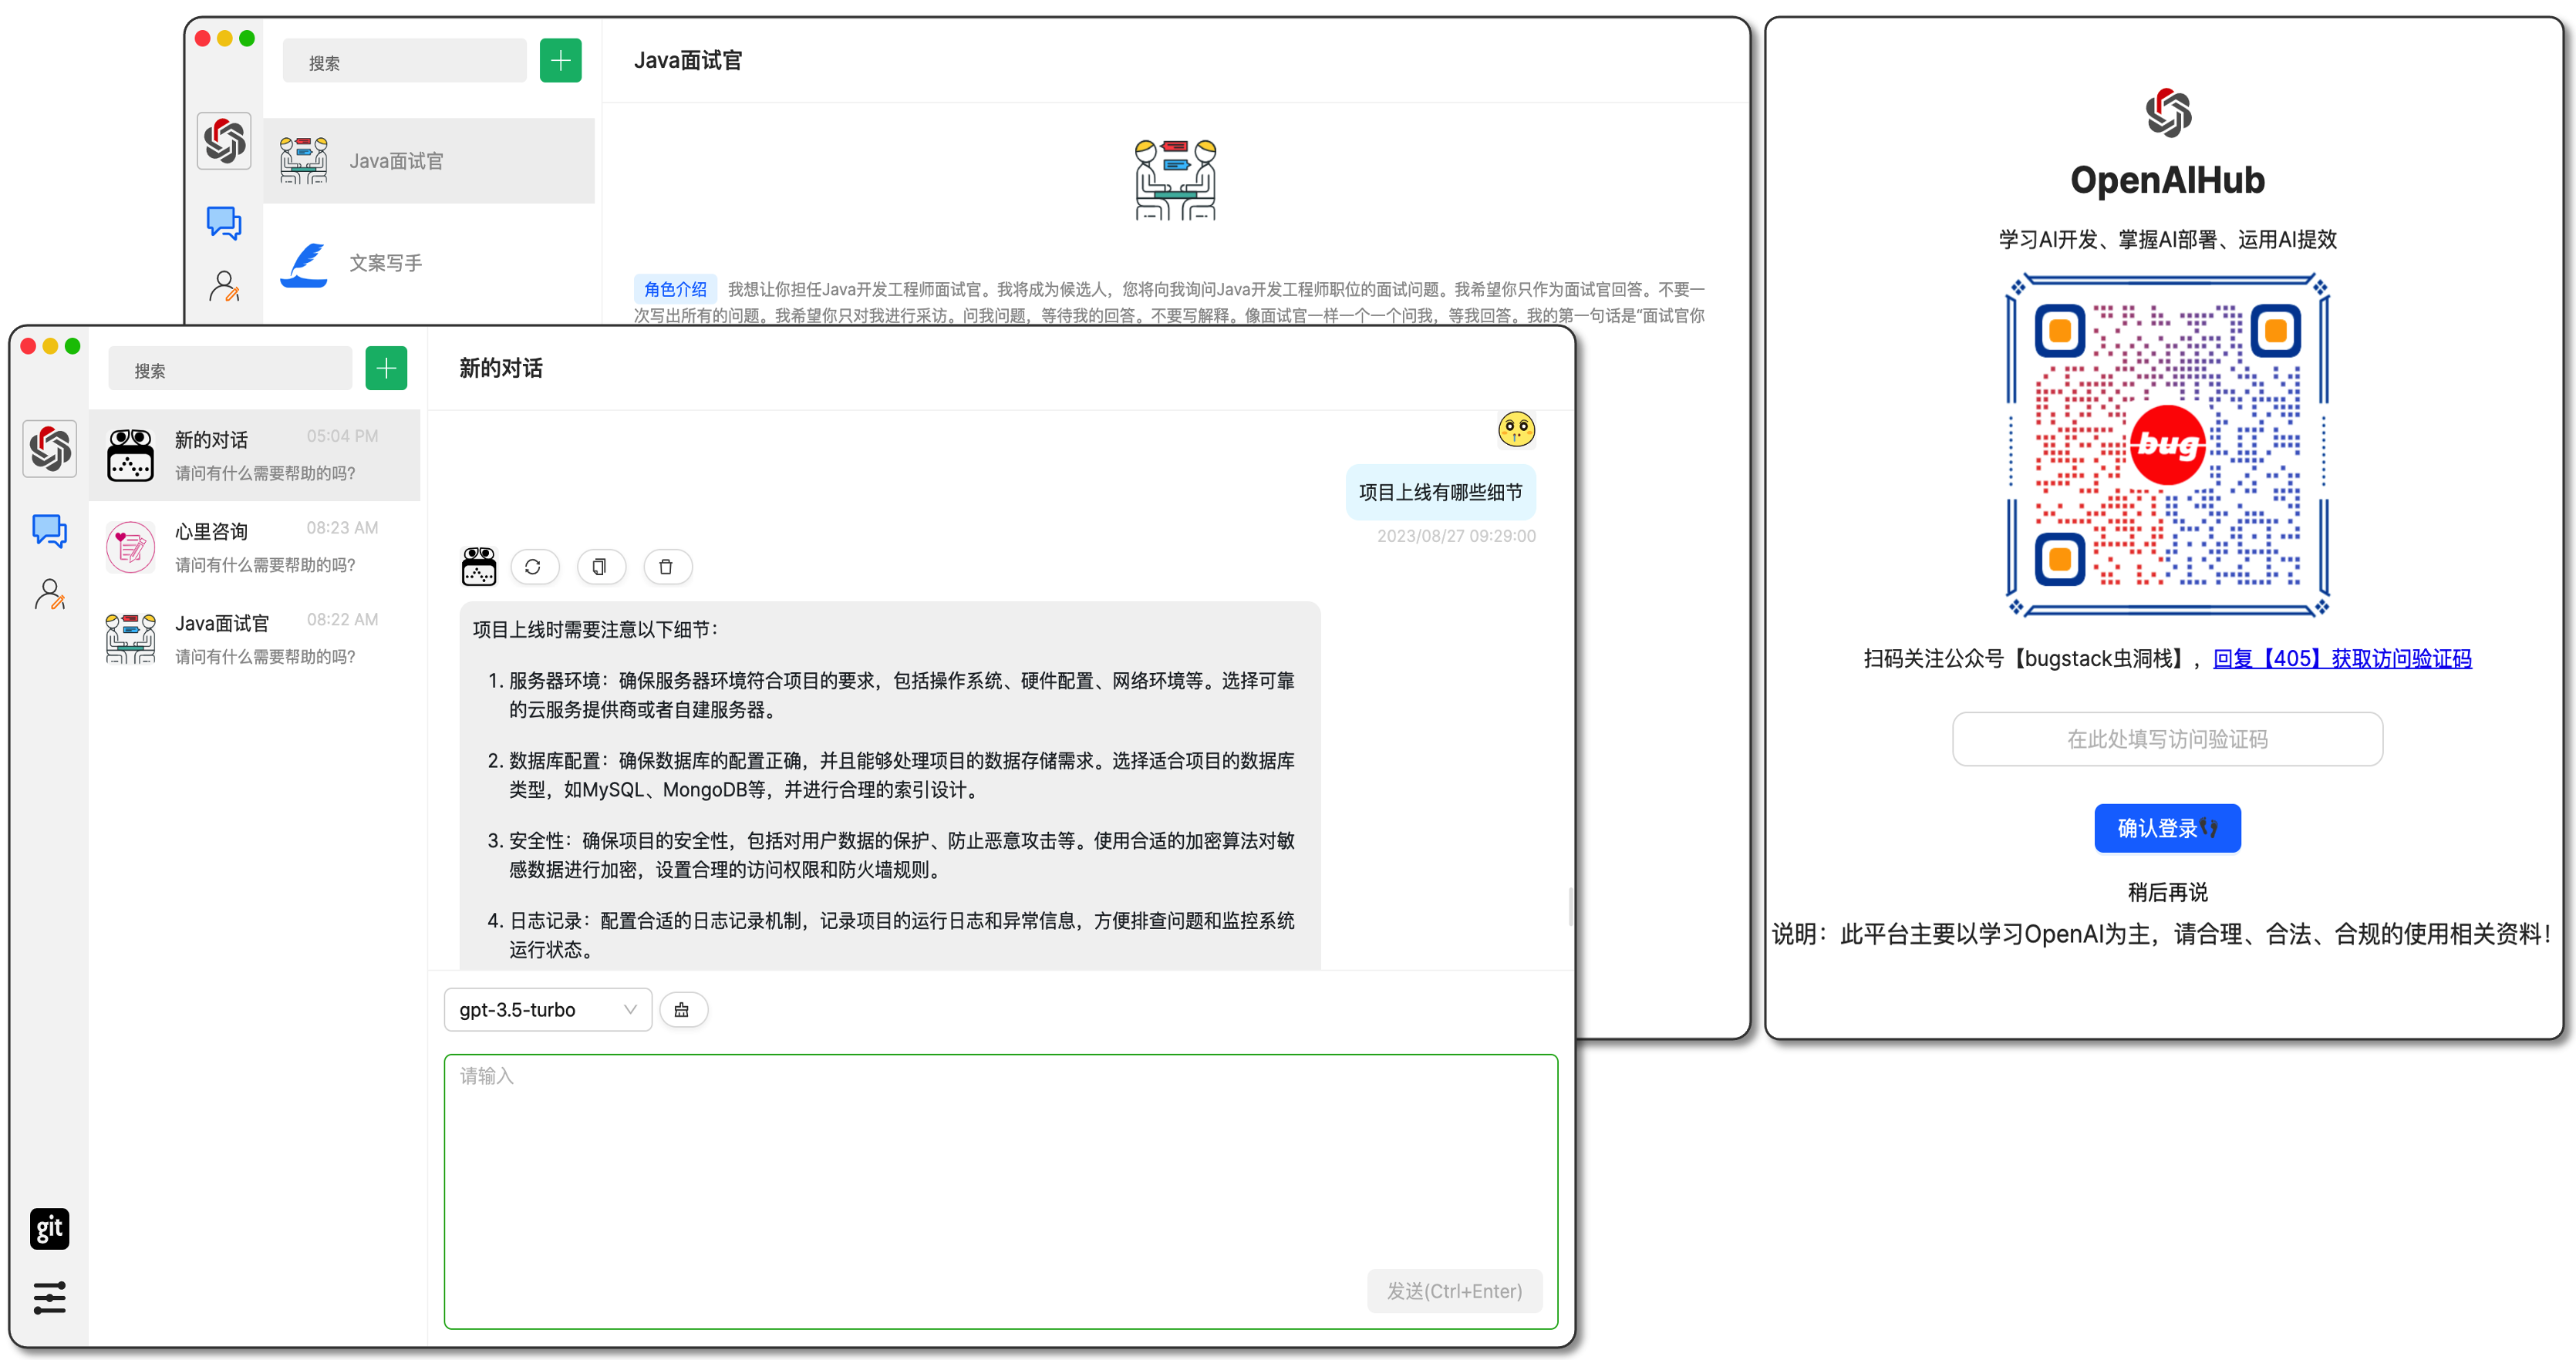 搜索
Java面试官
文案写手
Java面试官
角色介绍 我想让你担任Java开发工程师面试官。我将成为候选人，您将向我询问Java开发工程师职位的面试问题。我希望你只作为面试官回答。不要一
次写出所有的问题。我希望你只对我进行采访。问我问题，等待我的回答。不要写解释。像面试官一样一个一个问我，等我回答。我的第一句话是“面试官你
搜索
新的对话 05:04 PM
请问有什么需要帮助的吗?
心里咨询 08:23 AM
请问有什么需要帮助的吗?
Java面试官 08:22 AM
请问有什么需要帮助的吗?
git
新的对话
项目上线有哪些细节
2023/08/27 09:29:00
项目上线时需要注意以下细节：
1. 服务器环境：确保服务器环境符合项目的要求，包括操作系统、硬件配置、网络环境等。选择可靠
的云服务提供商或者自建服务器。
2. 数据库配置：确保数据库的配置正确，并且能够处理项目的数据存储需求。选择适合项目的数据库
类型，如MySQL、MongoDB等，并进行合理的索引设计。
3. 安全性：确保项目的安全性，包括对用户数据的保护、防止恶意攻击等。使用合适的加密算法对敏
感数据进行加密，设置合理的访问权限和防火墙规则。
4. 日志记录：配置合适的日志记录机制，记录项目的运行日志和异常信息，方便排查问题和监控系统
运行状态。
gpt-3.5-turbo
请输入
发送(Ctrl+Enter)
OpenAIHub
学习AI开发、掌握AI部署、运用AI提效
bug
扫码关注公众号【bugstack虫洞栈】，回复【405】获取访问验证码
在此处填写访问验证码
确认登录👣
稍后再说
说明：此平台主要以学习OpenAI为主，请合理、合法、合规的使用相关资料！